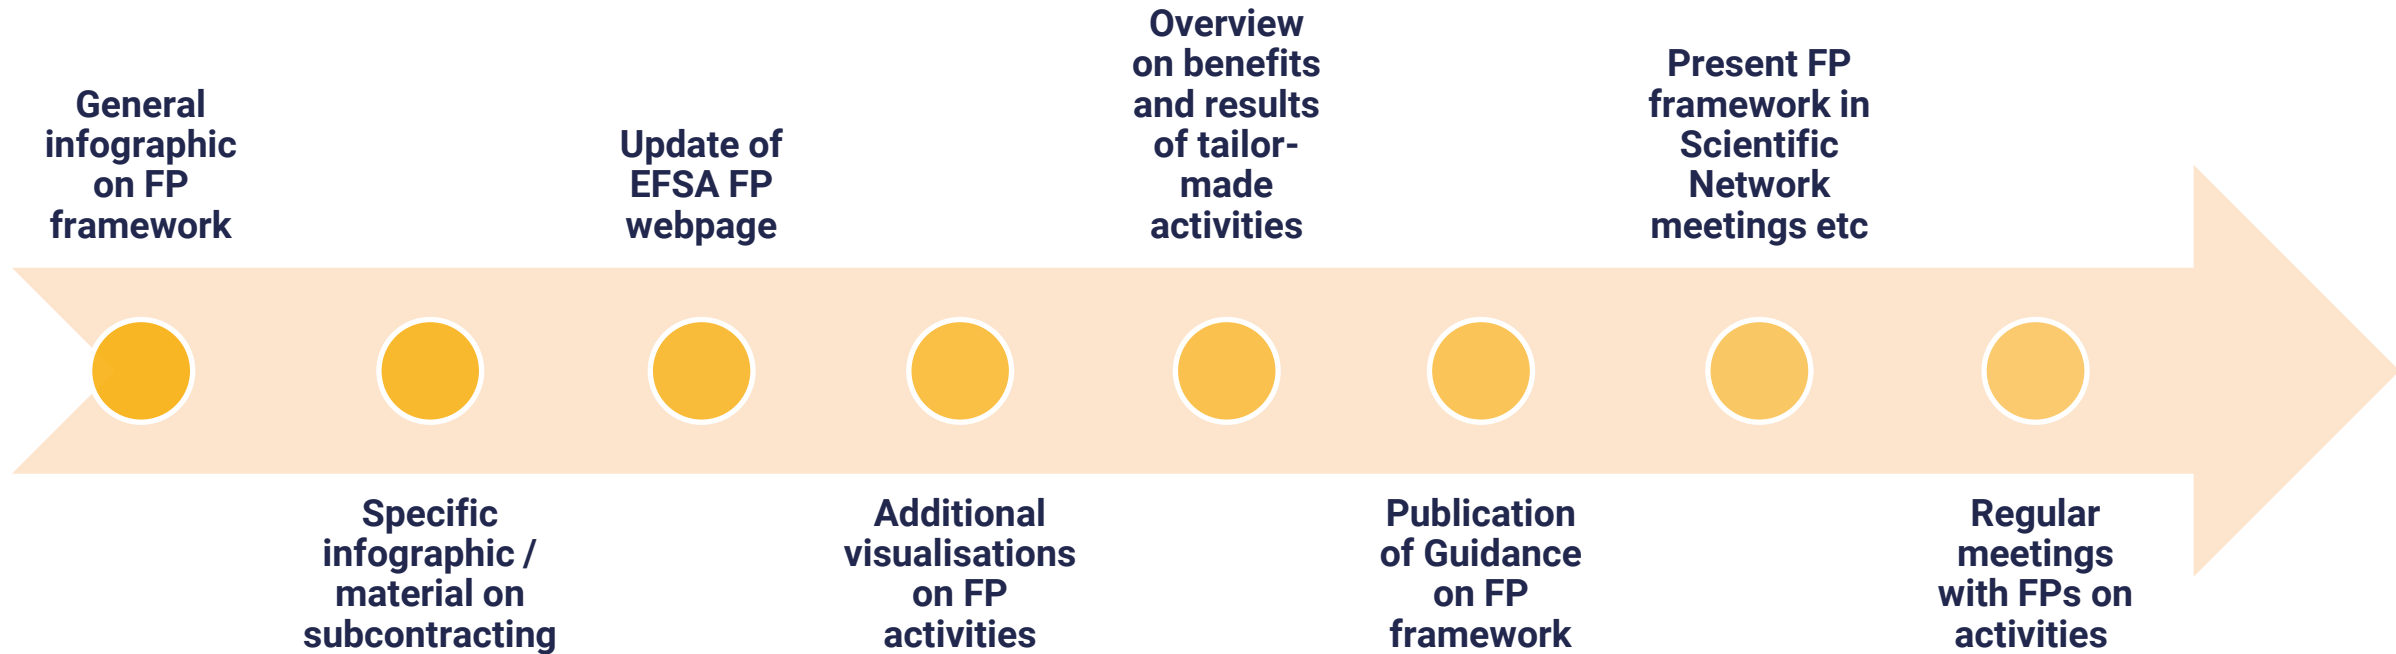 General
infographic
on FP
framework
Specific
infographic /
material on
subcontracting
Update of
EFSA FP
webpage
Additional
visualisations
on FP
activities
Overview
on benefits
and results
of tailor-
made
activities
Publication
of Guidance
on FP
framework
Present FP
framework in
Scientific
Network
meetings etc
Regular
meetings
with FPs on
activities